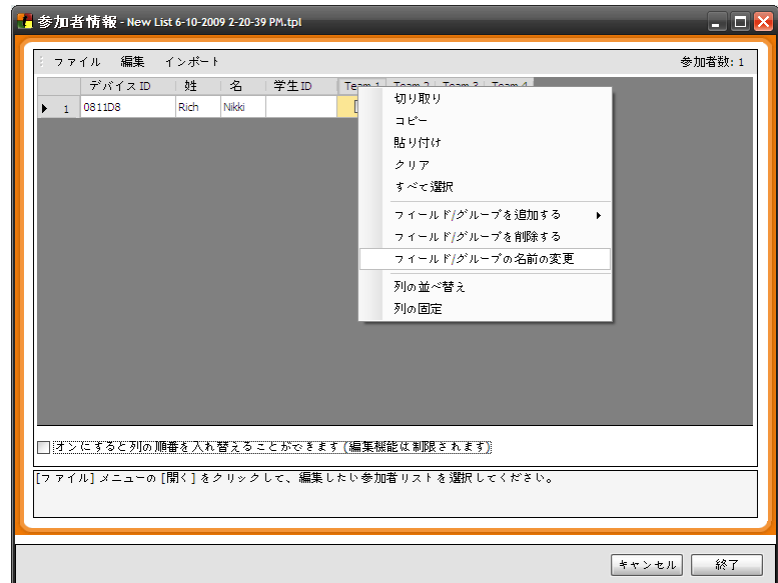 参加者情報 - New List 6-10-2009 2-20-39 PM.tpl
ファイル 編集 インポート 参加者数: 1
デバイス ID 姓 名 学生 ID Team 1 Team 2 Team 3 Team 4
1 0811D8 Rich Nikki
切り取り
コピー
貼り付け
クリア
すべて選択
フィールド/グループを追加する
フィールド/グループを削除する
フィールド/グループの名前の変更
列の並べ替え
列の固定
オンにすると列の順番を入れ替えることができます (編集機能は制限されます)
[ファイル] メニューの [開く] をクリックして、編集したい参加者リストを選択してください。
キャンセル 終了